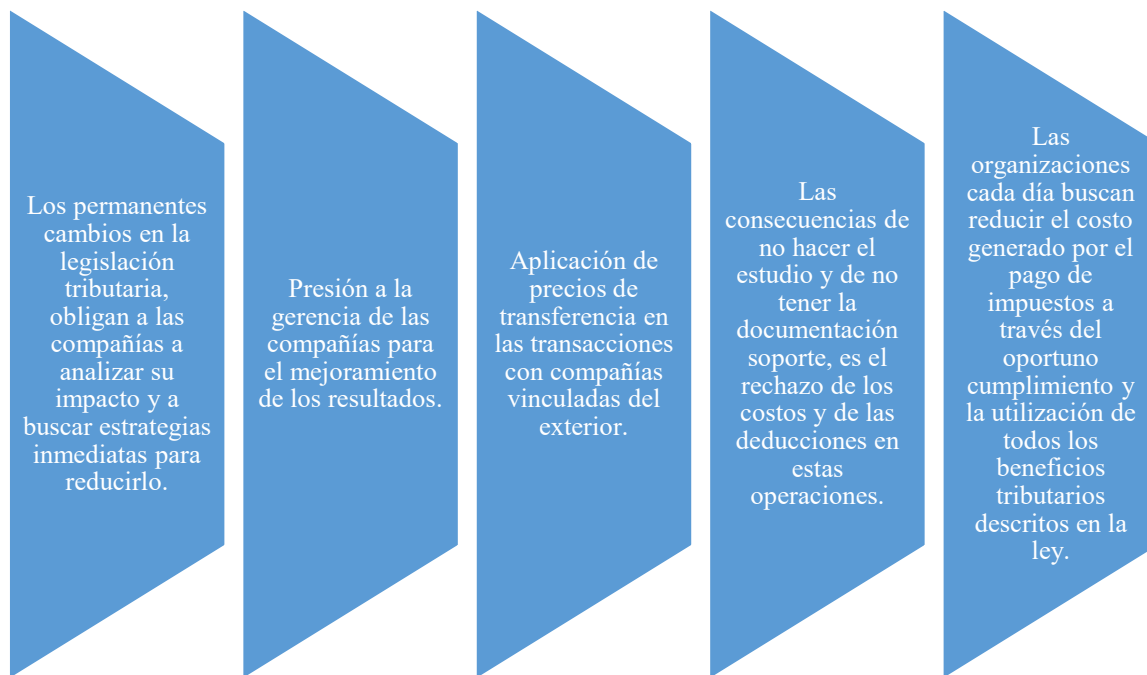 Los permanentes
cambios en la
legislación
tributaria,
obligan a las
compañías a
analizar su
impacto y a
buscar estrategias
inmediatas para
reducirlo.
Presión a la
gerencia de las
compañías para
el mejoramiento
de los resultados.
Aplicación de
precios de
transferencia en
las transacciones
con compañías
vinculadas del
exterior.
Las
consecuencias de
no hacer el
estudio y de no
tener la
documentación
soporte, es el
rechazo de los
costos y de las
deducciones en
estas
operaciones.
Las
organizaciones
cada día buscan
reducir el costo
generado por el
pago de
impuestos a
través del
oportuno
cumplimiento y
la utilización de
todos los
beneficios
tributarios
descritos en la
ley.